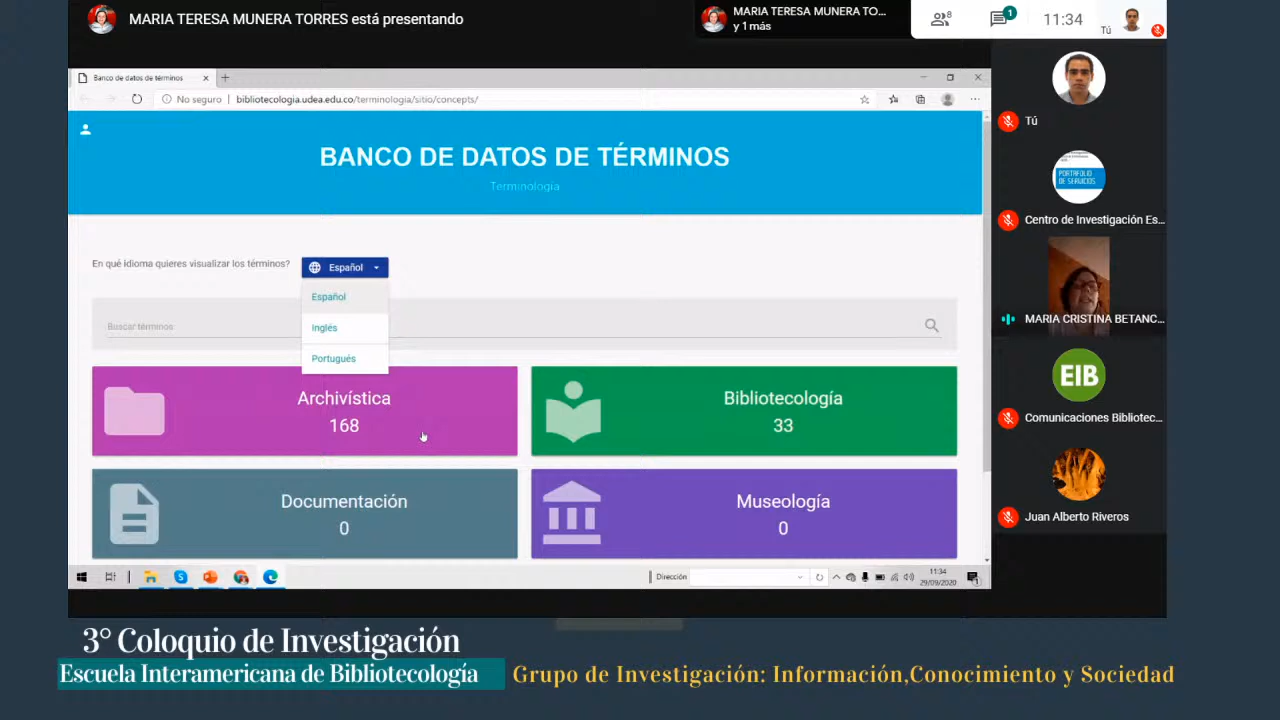 MARIA TERESA MUNERA TORRES está presentando
MARIA TERESA MUNERA TO...
y 1 más
8
1
11:34
Tú
Banco de datos de términos
No seguro
bibliotecologia.udea.edu.co/terminologia/sitio/concepts/
BANCO DE DATOS DE TÉRMINOS
Terminologia
En qué idioma quieres visualizar los términos?
Español
Español
Inglés
Portugués
Buscar términos
Archivística
168
Bibliotecología
33
Documentación
0
Museología
0
Dirección
11:34
29/09/2020
Tú
PORTAFOLIO
DE SERVICIOS
Centro de Investigación Es...
MARIA CRISTINA BETANC...
EIB
Comunicaciones Bibliotec...
Juan Alberto Riveros
3° Coloquio de Investigación
Escuela Interamericana de Bibliotecología
Grupo de Investigación: Información,Conocimiento y Sociedad